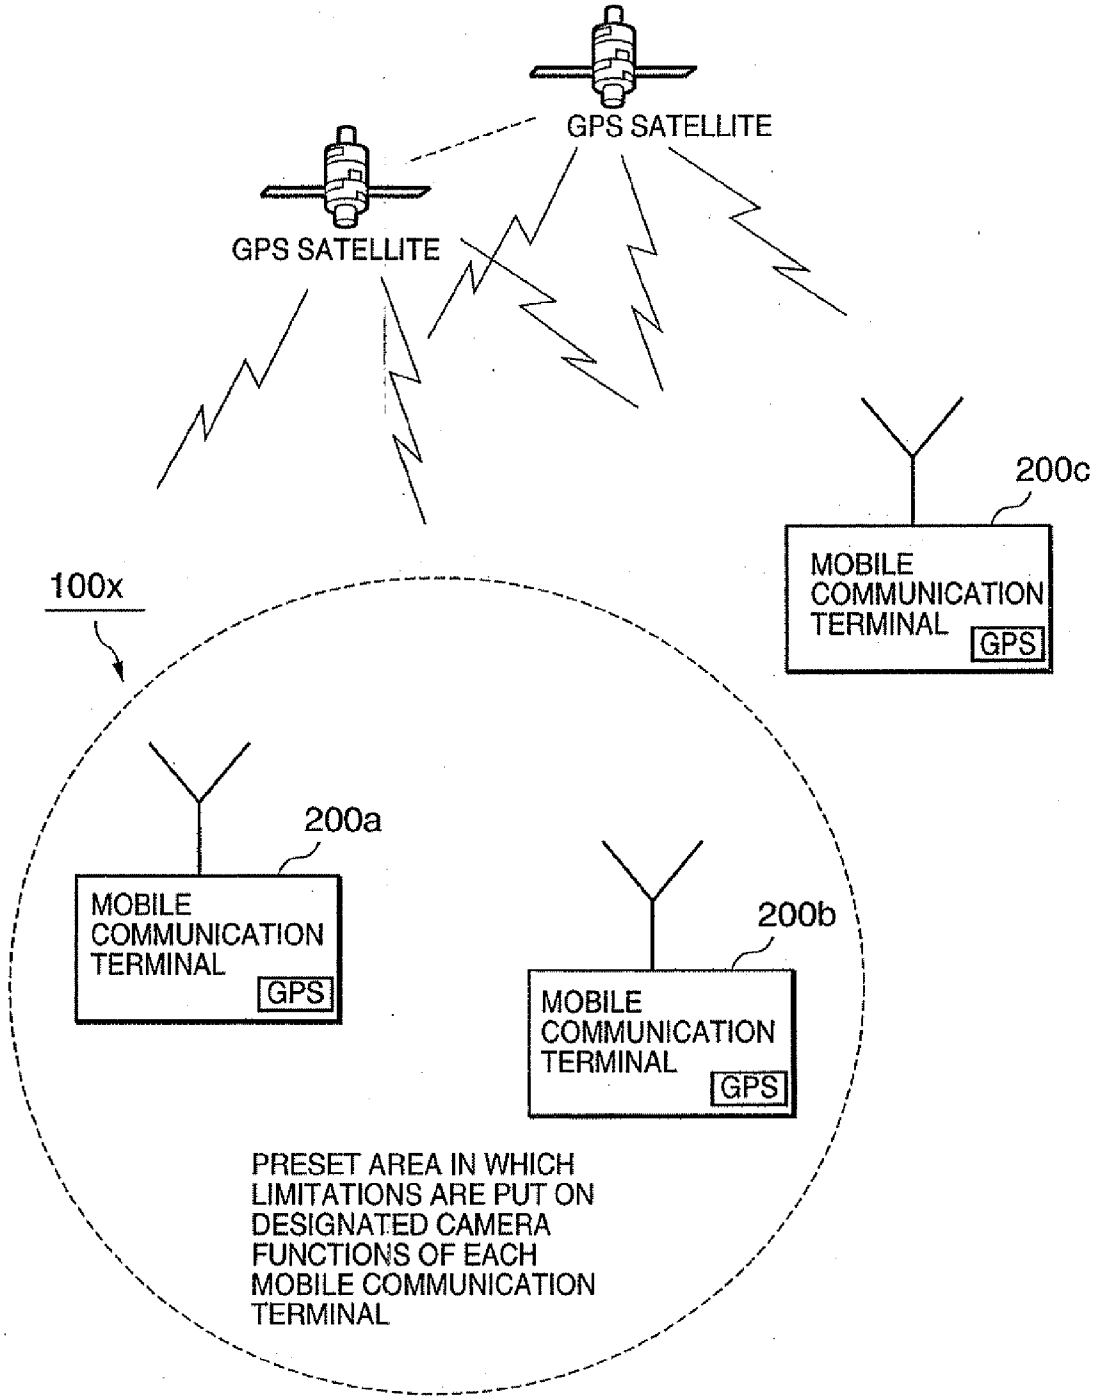 GPS SATELLITE
GPS SATELLITE
200c
MOBILE
COMMUNICATION
TERMINAL
GPS
100x
200a
MOBILE
COMMUNICATION
TERMINAL
GPS
200b
MOBILE
COMMUNICATION
TERMINAL
GPS
PRESET AREA IN WHICH
LIMITATIONS ARE PUT ON
DESIGNATED CAMERA
FUNCTIONS OF EACH
MOBILE COMMUNICATION
TERMINAL